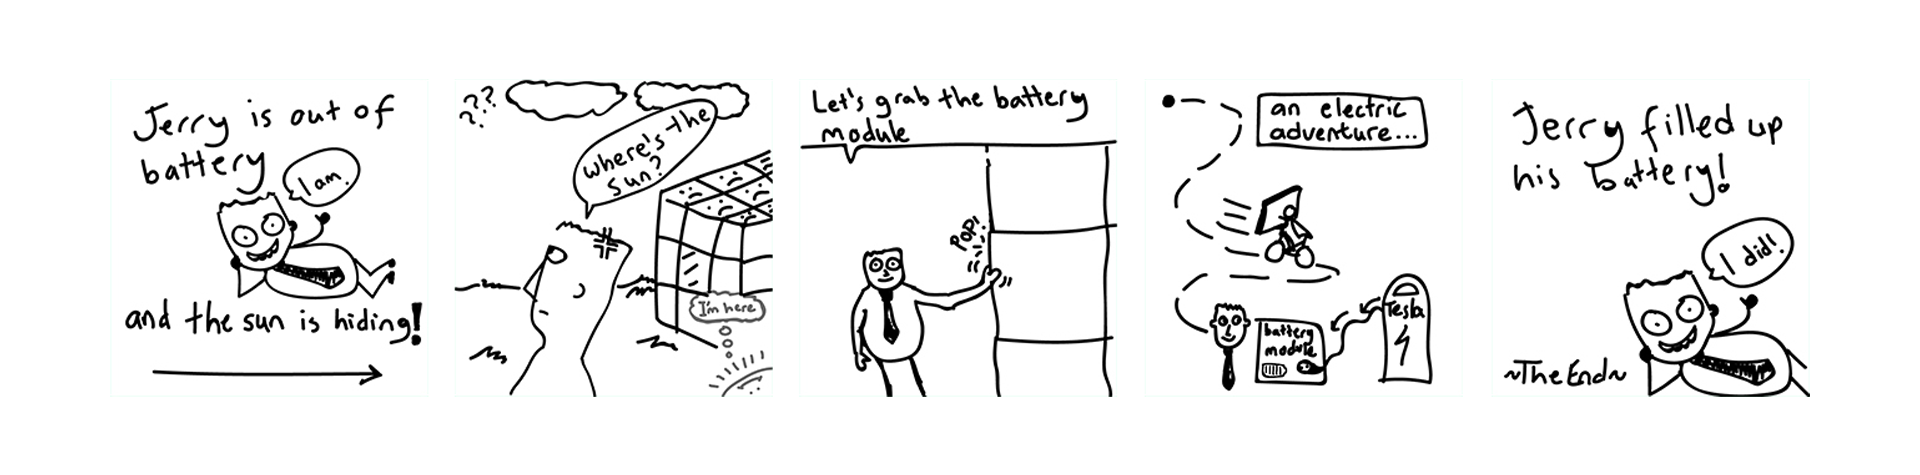 Jerry is out of
battery
I am.
and the sun is hiding!
???
??
where's the
sun?
I'm here
Let's grab the battery
module
POP!
an electric
adventure...
Tesla
battery
module
Jerry filled up
his battery!
I did!
~The End~